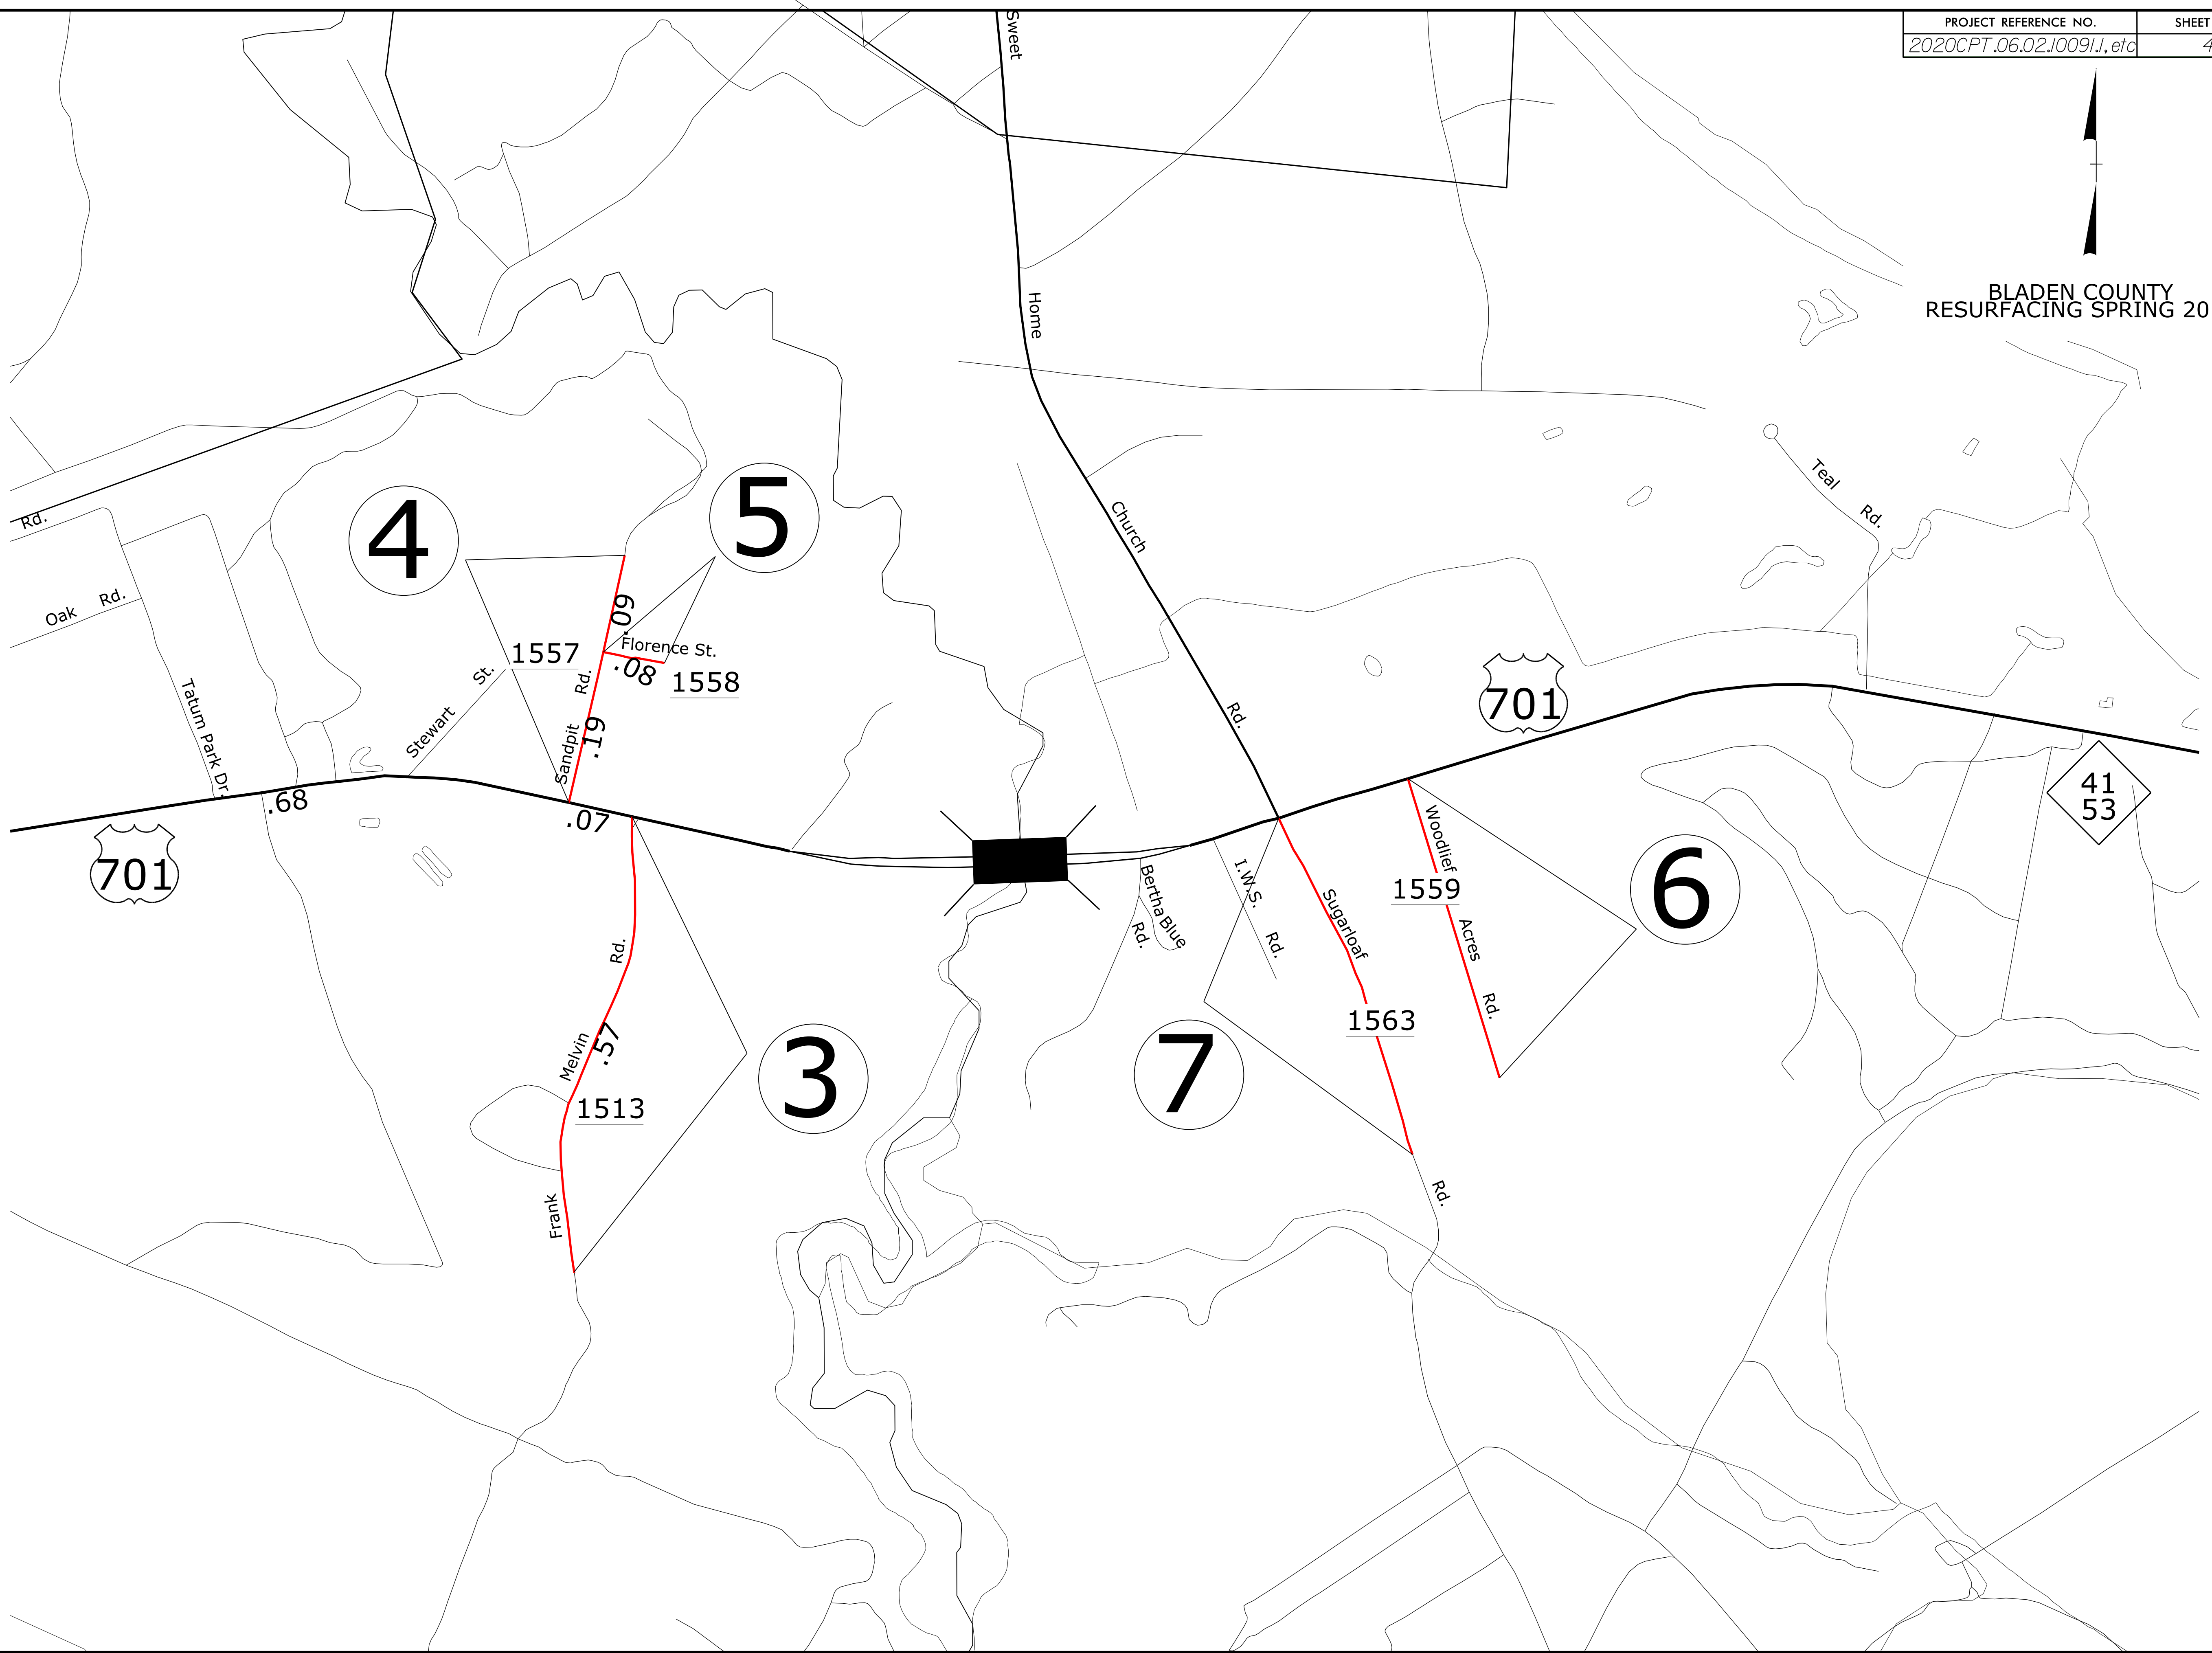 PROJECT REFERENCE NO.
SHEET
2020CPT.06.02.10091.1, etc
4
BLADEN COUNTY
RESURFACING SPRING 20
Sweet
Home
Church
Rd.
Teal
Rd.
Rd.
Oak Rd.
Tatum Park Dr.
4
5
1557
St.
Stewart
.09
Florence St.
.08
1558
Rd.
Sandpit
.19
701
.68
.07
701
41
53
Bertha Blue
Rd.
I.W.S.
Rd.
Sugarloaf
1563
Rd.
Woodlief
1559
Acres
Rd.
6
7
3
Rd.
Melvin
.57
1513
Frank